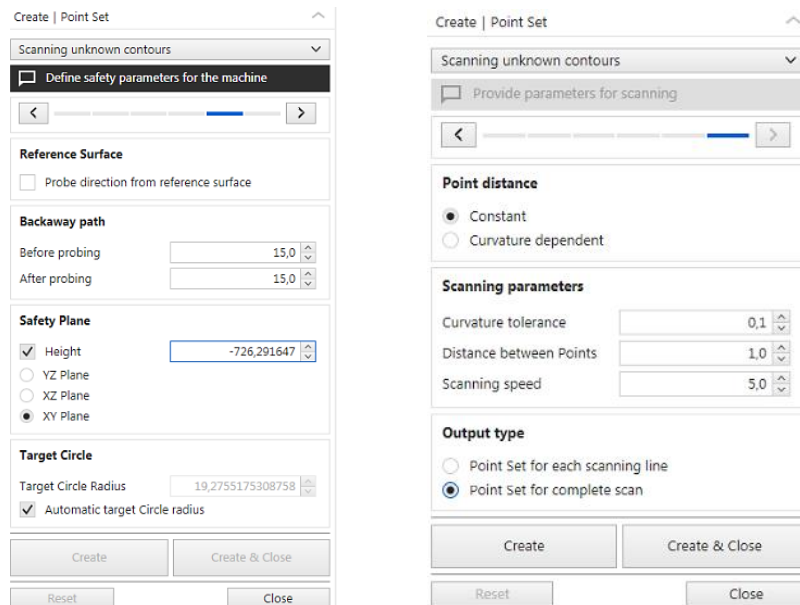 Create | Point Set
Scanning unknown contours
Define safety parameters for the machine
Reference Surface
Probe direction from reference surface
Backaway path
Before probing 15,0
After probing 15,0
Safety Plane
Height -726,291647
YZ Plane
XZ Plane
XY Plane
Target Circle
Target Circle Radius 19,2755175308758
Automatic target Circle radius
Create Create & Close
Reset Close
Create | Point Set
Scanning unknown contours
Provide parameters for scanning
Point distance
Constant
Curvature dependent
Scanning parameters
Curvature tolerance 0,1
Distance between Points 1,0
Scanning speed 5,0
Output type
Point Set for each scanning line
Point Set for complete scan
Create Create & Close
Reset Close